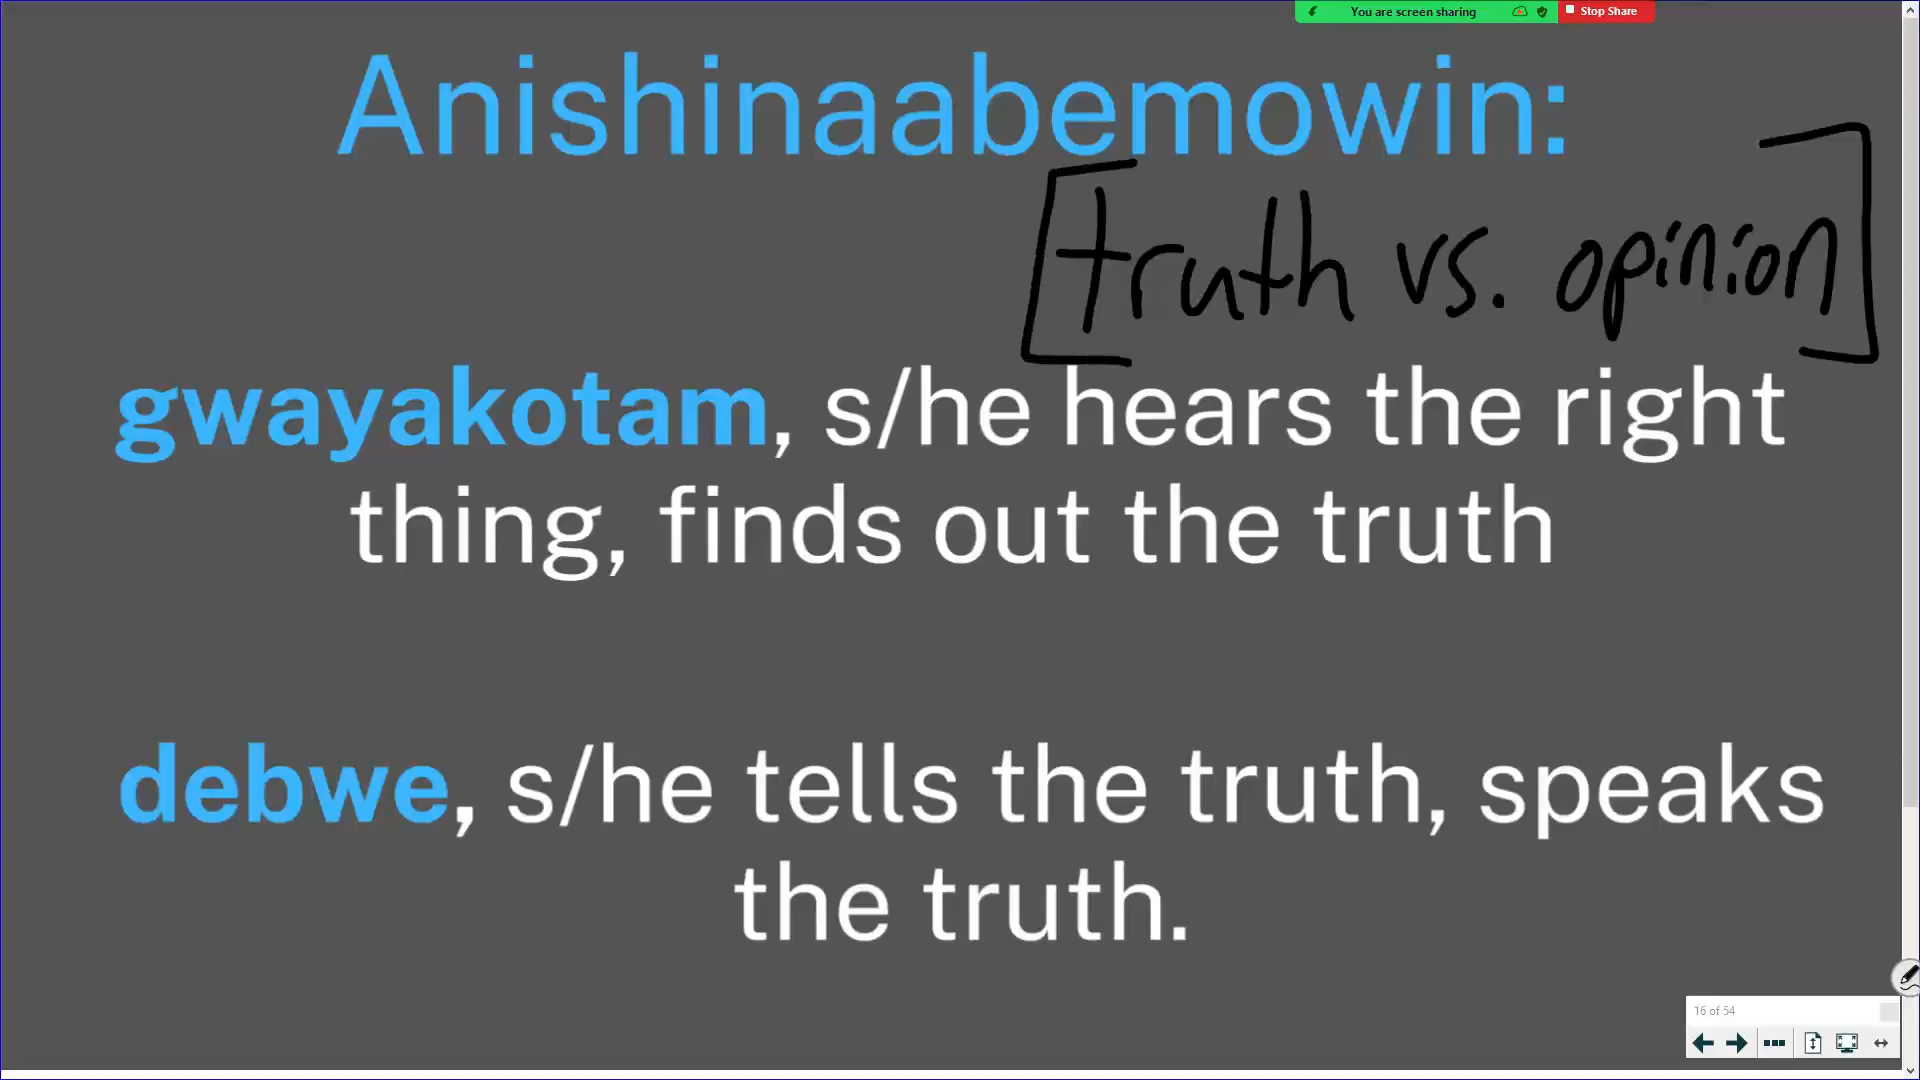 You are screen sharing Stop Share
Anishinaabemowin:
truth vs. opinion
gwayakotam, s/he hears the right
thing, finds out the truth
debwe, s/he tells the truth, speaks
the truth.
16 of 54